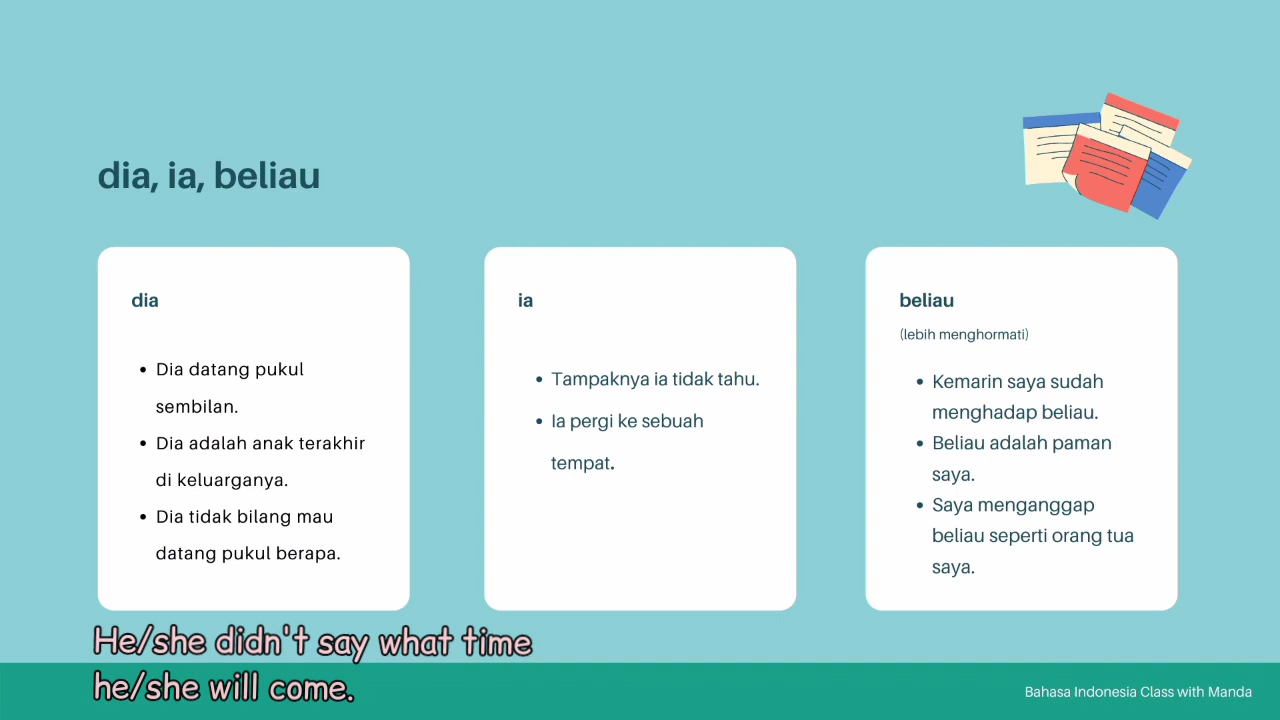 dia, ia, beliau
dia
• Dia datang pukul
sembilan.
• Dia adalah anak terakhir
di keluarganya.
• Dia tidak bilang mau
datang pukul berapa.
ia
• Tampaknya ia tidak tahu.
• Ia pergi ke sebuah
tempat.
beliau
(lebih menghormati)
• Kemarin saya sudah
menghadap beliau.
• Beliau adalah paman
saya.
• Saya menganggap
beliau seperti orang tua
saya.
He/she didn't say what time
he/she will come.
Bahasa Indonesia Class with Manda